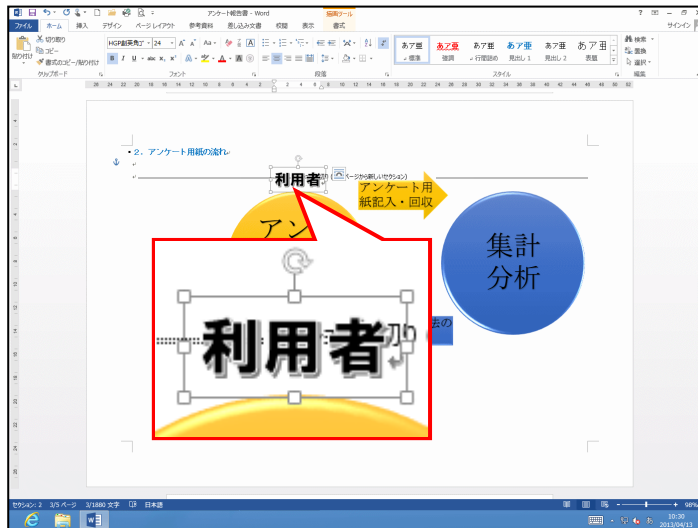 アンケート報告書 - Word
描画ツール
ファイル ホーム 挿入 デザイン ページ レイアウト 参考資料 差し込み文書 校閲 表示 書式 サインイン
貼り付け
切り取り
コピー
書式のコピー/貼り付け
クリップボード
HGP創英角ｺﾞ 24
フォント
段落
あア亜 標準
あア亜 強調
あア亜 行間詰め
あア亜 見出し 1
あア亜 見出し 2
あア亜 表題
スタイル
検索
置換
選択
編集
・2. アンケート用紙の流れ
利用者
ページから新しいセクション)
アンケート用
紙記入・回収
アン
集計
分析
利用者
切り
去の
セクション: 2 3/5 ページ 3/1880 文字 日本語
98%
10:30
2013/04/13